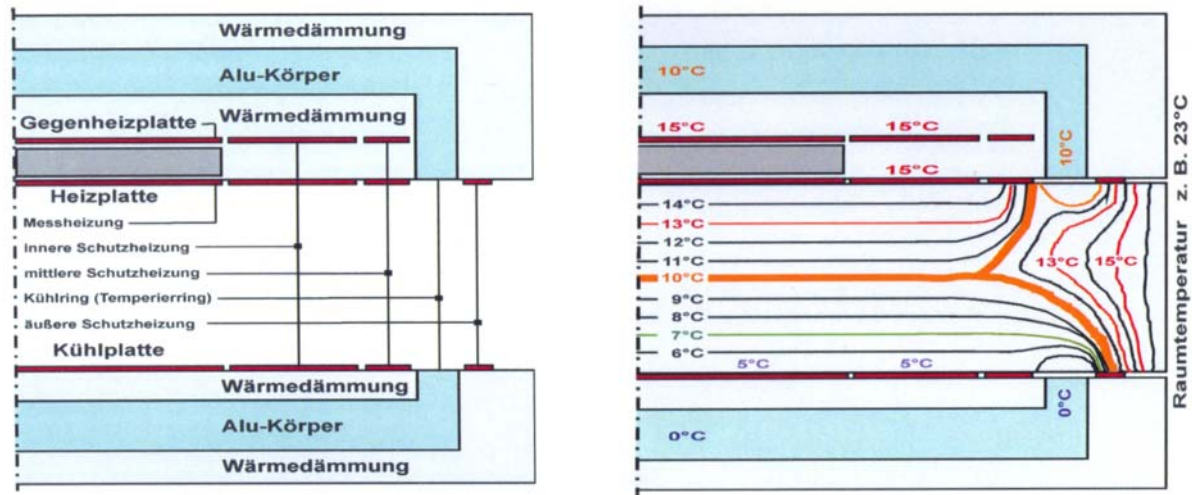 Wärmedämmung
Alu-Körper
Wärmedämmung
Gegenheizplatte
Heizplatte
Messheizung
innere Schutzheizung
mittlere Schutzheizung
Kühlring (Temperierring)
äußere Schutzheizung
Kühlplatte
Wärmedämmung
Alu-Körper
Wärmedämmung
10°C
15°C
15°C
10°C
15°C
14°C
13°C
12°C
11°C
10°C
13°C
15°C
9°C
8°C
7°C
6°C
5°C
5°C
0°C
0°C
Raumtemperatur z. B. 23°C